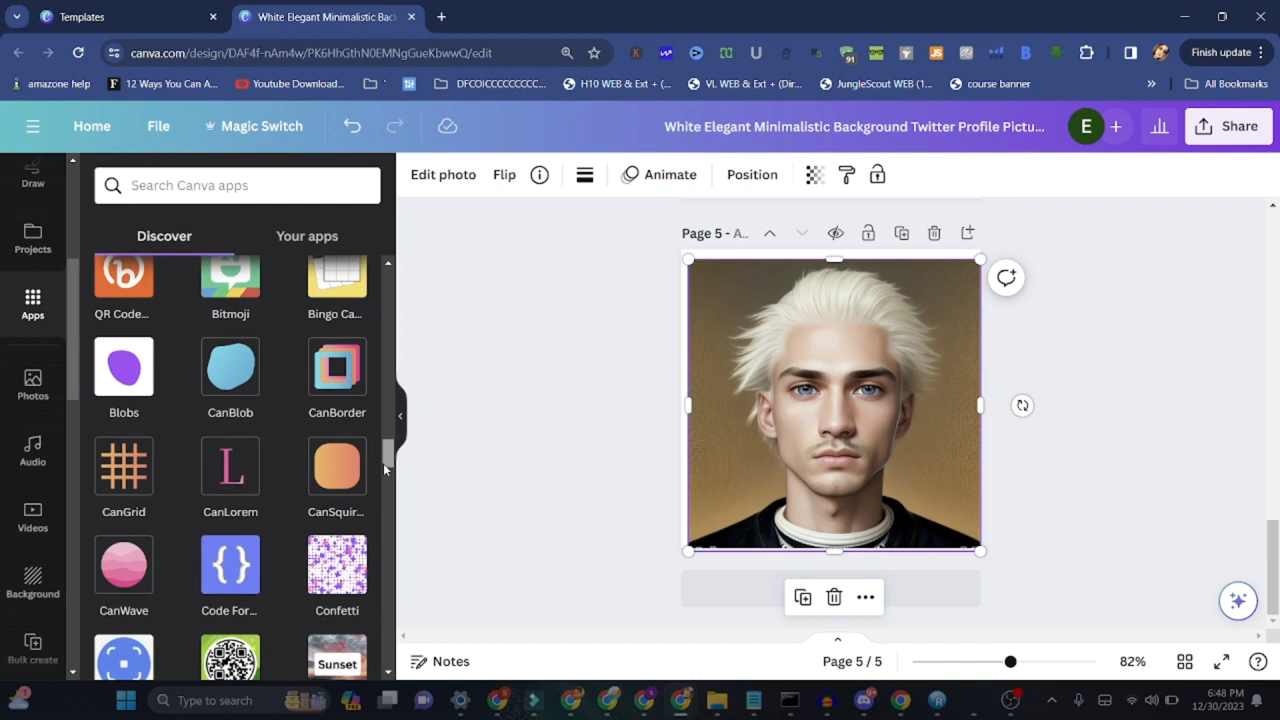 Templates
White Elegant Minimalistic Bac
canva.com/design/DAF4f-nAm4w/PK6HhGthN0EMNgGueKbwwQ/edit
91
Finish update
amazone help
12 Ways You Can A...
Youtube Download...
DFCOICCCCCCCCC...
H10 WEB & Ext + (...
VL WEB & Ext + (Dir...
JungleScout WEB (1...
course banner
All Bookmarks
Home
File
Magic Switch
White Elegant Minimalistic Background Twitter Profile Pictu...
E
Share
Draw
Projects
Apps
Photos
Audio
Videos
Background
Bulk create
Search Canva apps
Discover
Your apps
QR Code...
Bitmoji
Bingo Ca...
Blobs
CanBlob
CanBorder
CanGrid
L
CanLorem
CanSquir...
CanWave
{ }
Code For...
Confetti
Sunset
Edit photo
Flip
Animate
Position
Page 5 - A..
Notes
Page 5 / 5
82%
Type to search
6:48 PM
12/30/2023